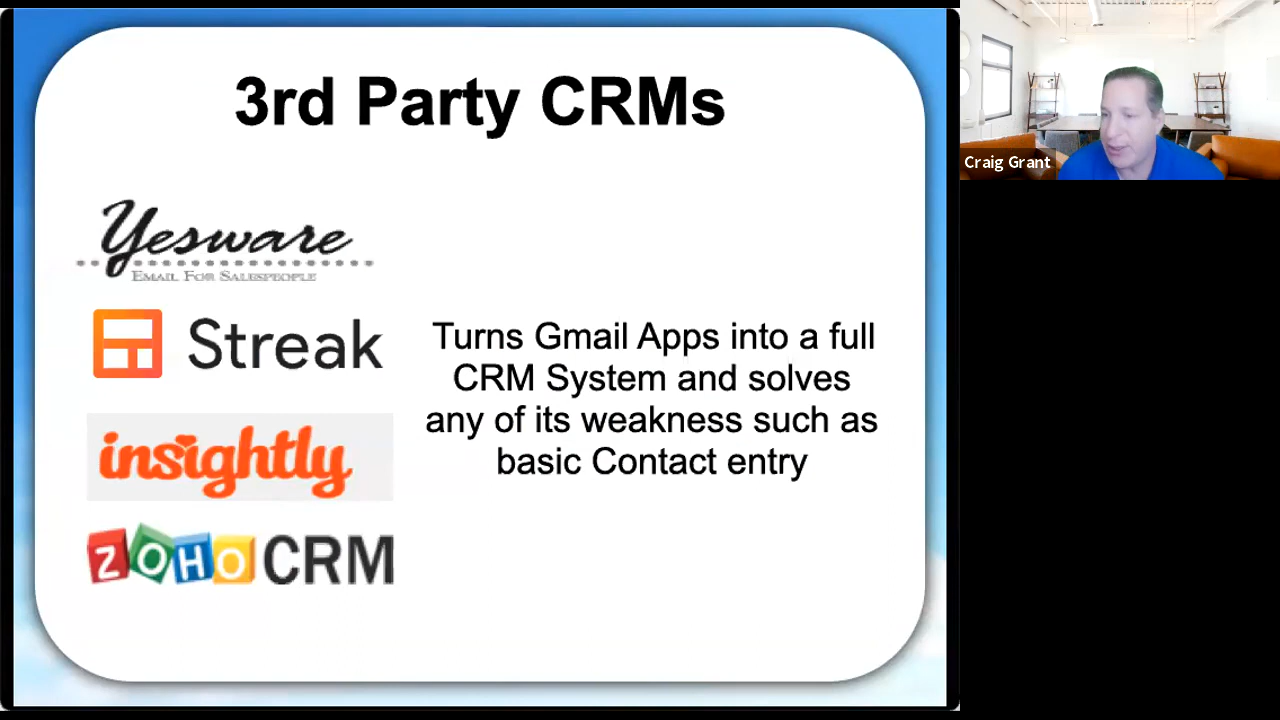 3rd Party CRMs
Yesware
EMAIL FOR SALESPEOPLE
Streak
insightly
ZOHO CRM
Turns Gmail Apps into a full
CRM System and solves
any of its weakness such as
basic Contact entry
Craig Grant